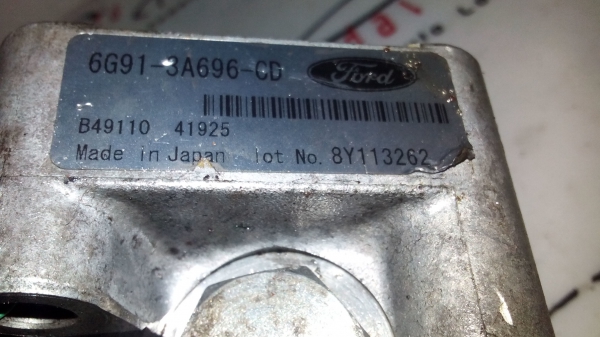 6G91-3A696-CD Ford
B49110 41925
Made in Japan lot No. 8Y113262